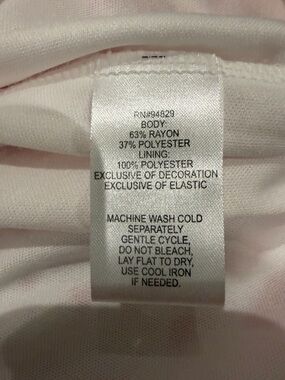 RN#94829
BODY:
63% RAYON
37% POLYESTER
LINING:
100% POLYESTER
EXCLUSIVE OF DECORATION
EXCLUSIVE OF ELASTIC
MACHINE WASH COLD
SEPARATELY
GENTLE CYCLE,
DO NOT BLEACH,
LAY FLAT TO DRY,
USE COOL IRON
IF NEEDED.